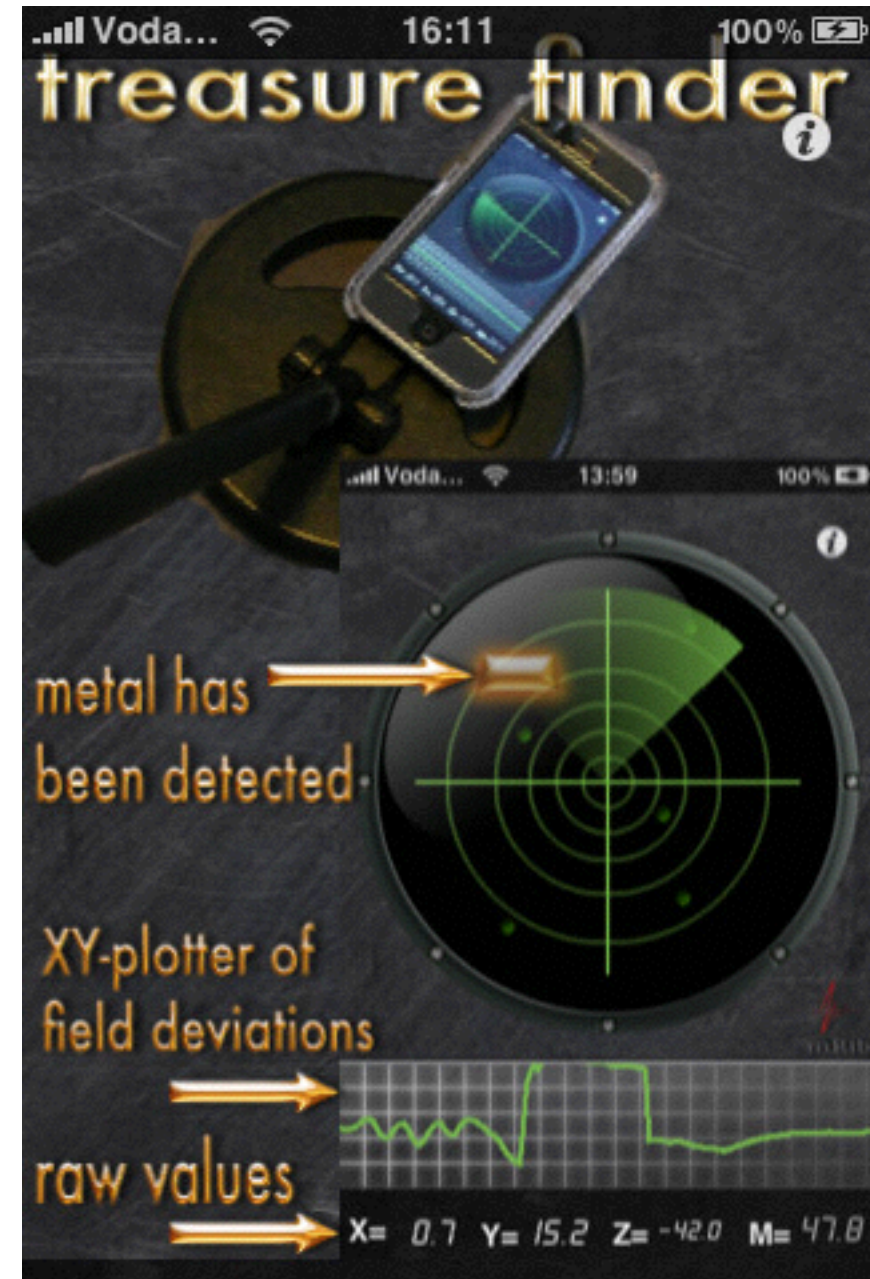 Voda... 16:11 100%
treasure finder
i
Voda... 13:59 100%
i
metal has
been detected
XY-plotter of
field deviations
raw values
X= 0.7 Y= 15.2 Z= -42.0 M= 47.8